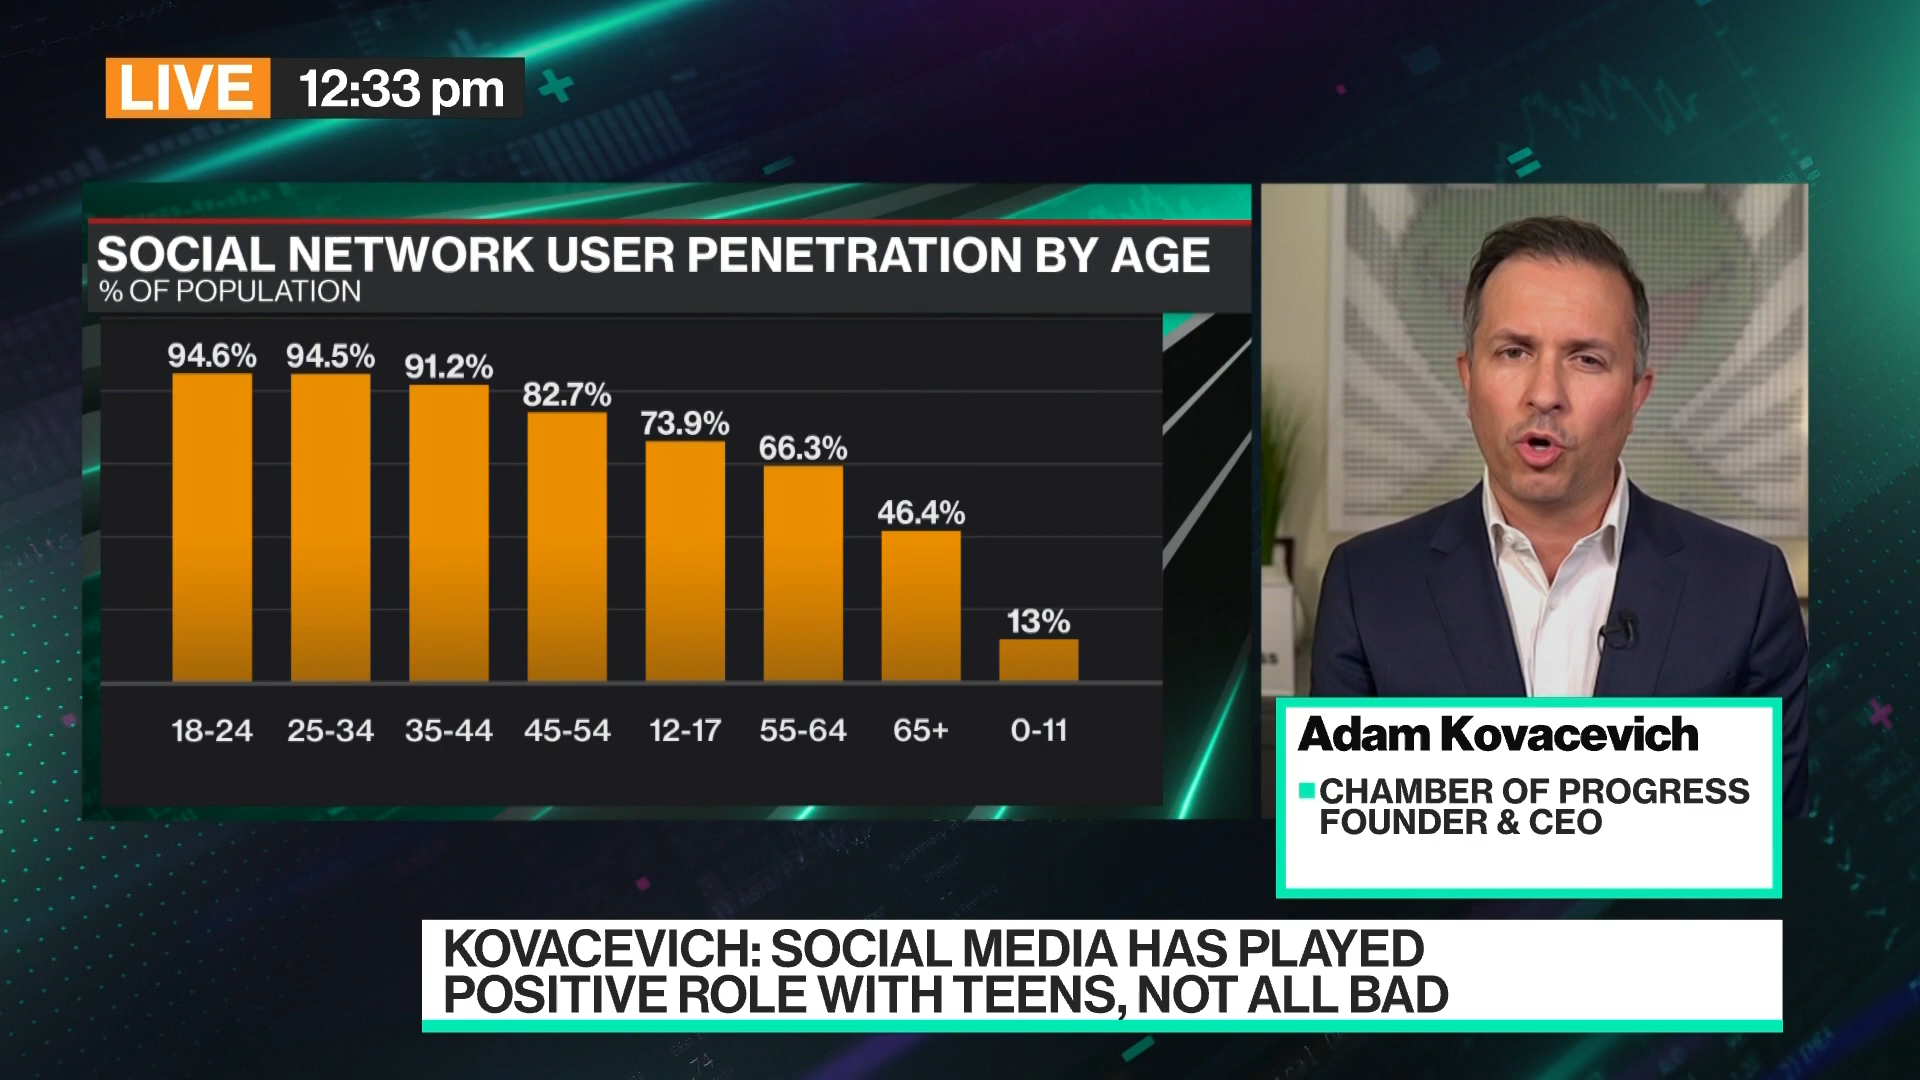 LIVE 12:33 pm
SOCIAL NETWORK USER PENETRATION BY AGE
% OF POPULATION
94.6% 94.5% 91.2% 82.7% 73.9% 66.3% 46.4% 13%
18-24 25-34 35-44 45-54 12-17 55-64 65+ 0-11
Adam Kovacevich
CHAMBER OF PROGRESS
FOUNDER & CEO
KOVACEVICH: SOCIAL MEDIA HAS PLAYED
POSITIVE ROLE WITH TEENS, NOT ALL BAD